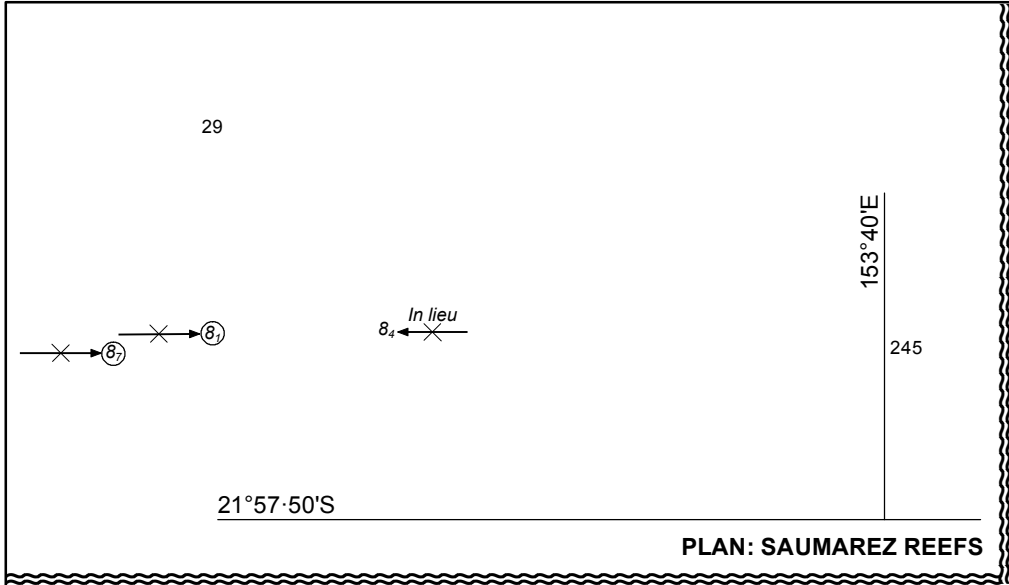 29
153°40'E
In lieu
8₄
8₁
8₇
245
21°57·50'S
PLAN: SAUMAREZ REEFS